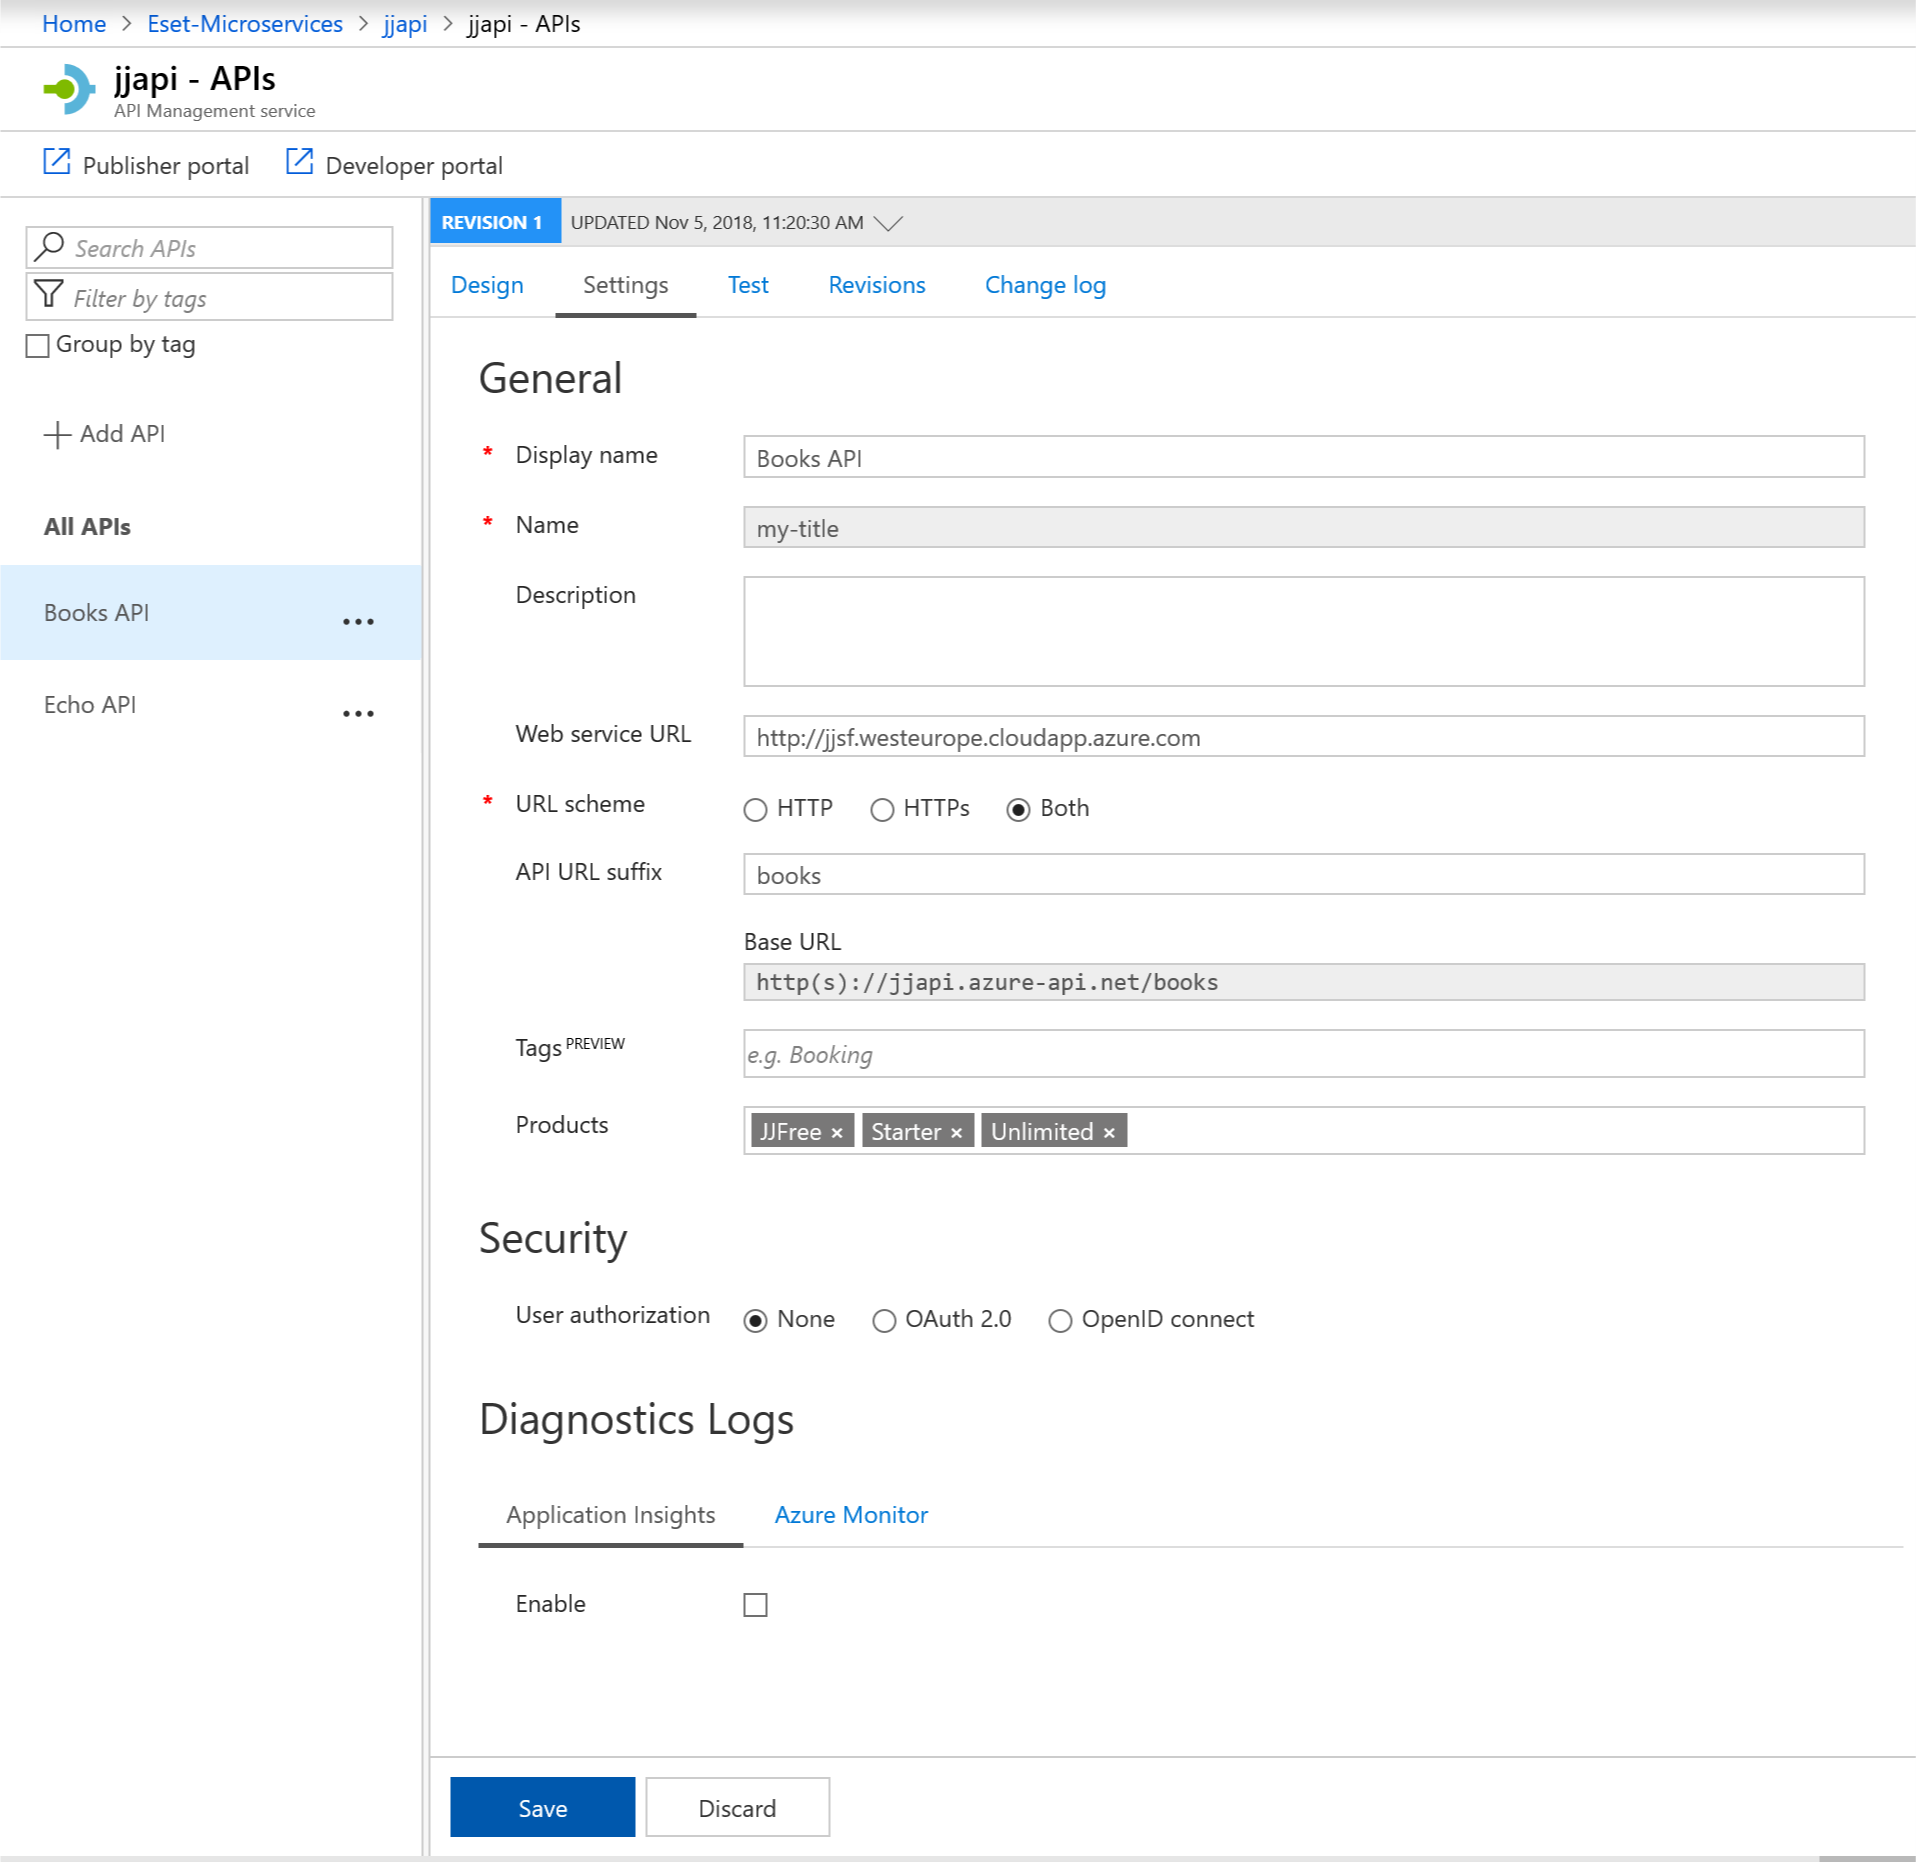 Home > Eset-Microservices > jjapi > jjapi - APIs
jjapi - APIs
API Management service
Publisher portal
Developer portal
Search APIs
Filter by tags
Group by tag
Add API
All APIs
Books API
Echo API
REVISION 1
UPDATED Nov 5, 2018, 11:20:30 AM
Design
Settings
Test
Revisions
Change log
General
* Display name
Books API
* Name
my-title
Description
Web service URL
http://jjsf.westeurope.cloudapp.azure.com
* URL scheme
HTTP
HTTPs
Both
API URL suffix
books
Base URL
http(s)://jjapi.azure-api.net/books
Tags PREVIEW
e.g. Booking
Products
JJFree ×
Starter ×
Unlimited ×
Security
User authorization
None
OAuth 2.0
OpenID connect
Diagnostics Logs
Application Insights
Azure Monitor
Enable
Save
Discard